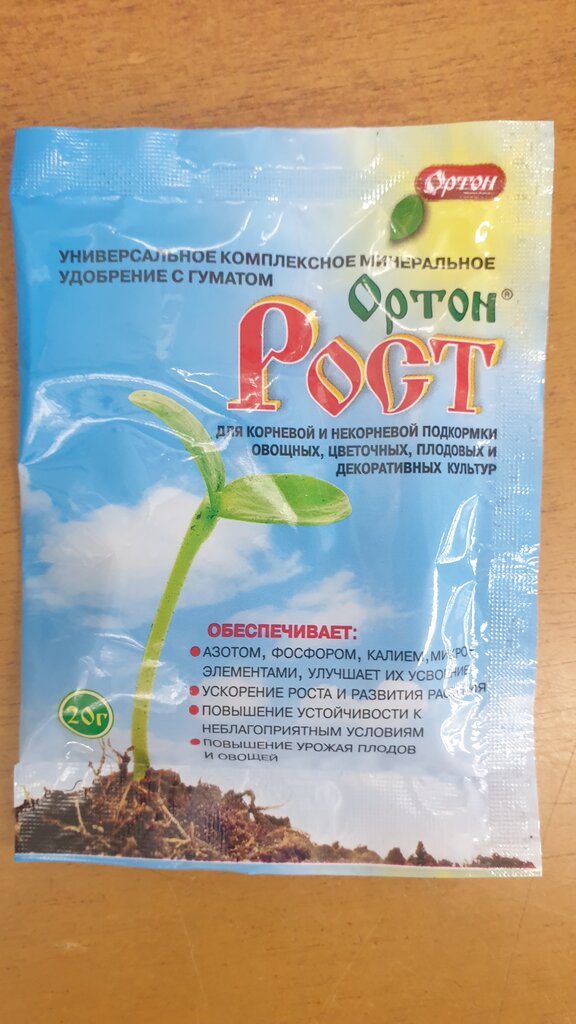 Ортон
УНИВЕРСАЛЬНОЕ КОМПЛЕКСНОЕ МИНЕРАЛЬНОЕ
УДОБРЕНИЕ С ГУМАТОМ
Ортон®
РОСТ
ДЛЯ КОРНЕВОЙ И НЕКОРНЕВОЙ ПОДКОРМКИ
ОВОЩНЫХ, ЦВЕТОЧНЫХ, ПЛОДОВЫХ И
ДЕКОРАТИВНЫХ КУЛЬТУР
ОБЕСПЕЧИВАЕТ:
АЗОТОМ, ФОСФОРОМ, КАЛИЕМ, МИКРО-
ЭЛЕМЕНТАМИ, УЛУЧШАЕТ ИХ УСВОЕНИЕ
УСКОРЕНИЕ РОСТА И РАЗВИТИЯ РАСТЕНИЯ
ПОВЫШЕНИЕ УСТОЙЧИВОСТИ К
НЕБЛАГОПРИЯТНЫМ УСЛОВИЯМ
20г
ПОВЫШЕНИЕ УРОЖАЯ ПЛОДОВ
И ОВОЩЕЙ